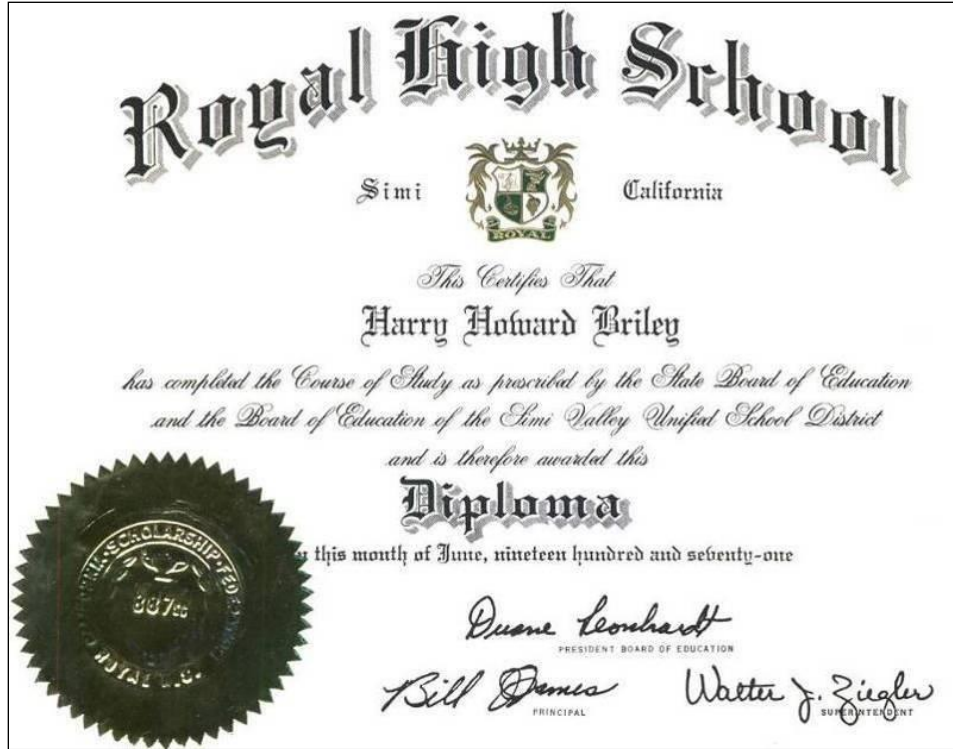 Royal High School
Simi California
ROYAL
This Certifies That
Harry Howard Briley
has completed the Course of Study as prescribed by the State Board of Education
and the Board of Education of the Simi Valley Unified School District
and is therefore awarded this
Diploma
this month of June, nineteen hundred and seventy-one
SCHOLARSHIP
887
ROYAL H.S.
Duane Leonhardt
PRESIDENT BOARD OF EDUCATION
Bill James
PRINCIPAL
Walter J. Ziegler
SUPERINTENDENT